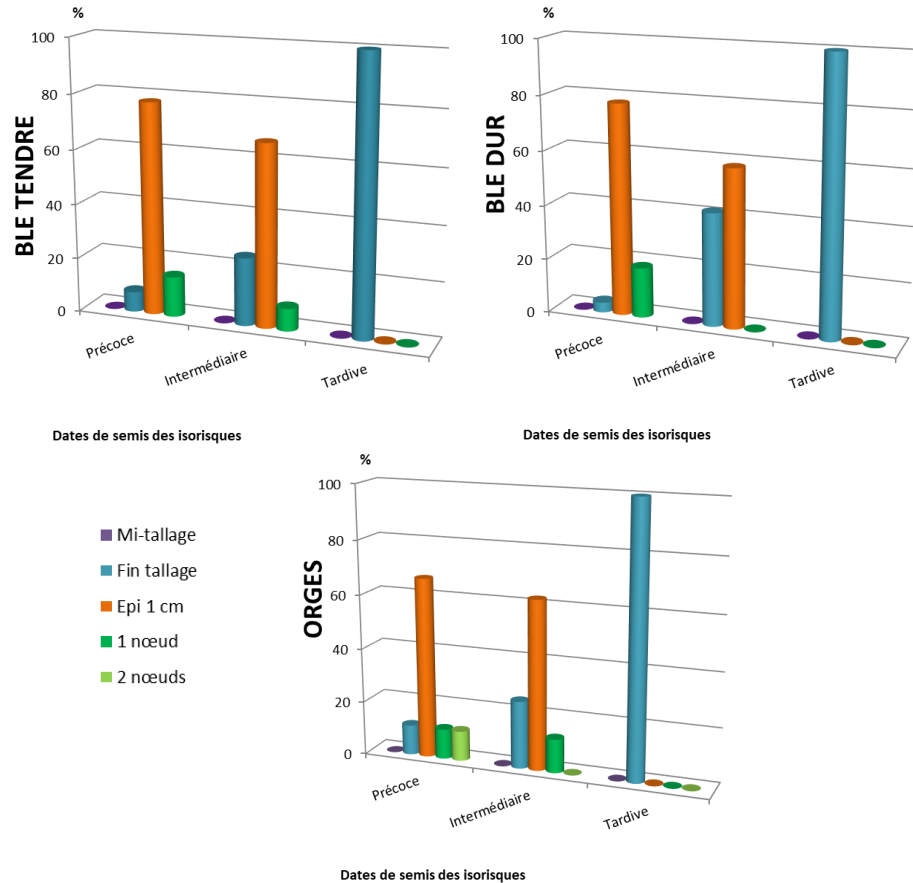 %
100
80
60
40
20
0
BLE TENDRE
Précoce
Intermédiaire
Tardive
Dates de semis des isorisques
%
100
80
60
40
20
0
BLE DUR
Précoce
Intermédiaire
Tardive
Dates de semis des isorisques
Mi-tallage
Fin tallage
Epi 1 cm
1 nœud
2 nœuds
%
100
80
60
40
20
0
ORGES
Précoce
Intermédiaire
Tardive
Dates de semis des isorisques